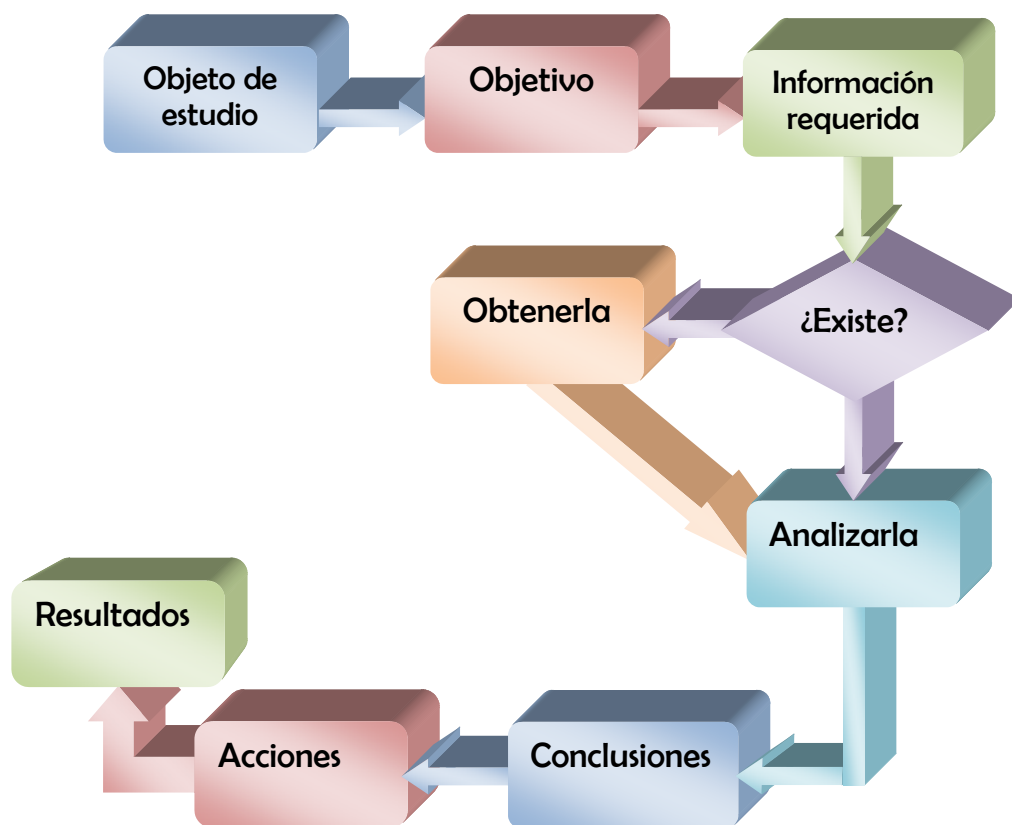 Objeto de
estudio
Objetivo
Información
requerida
Obtenerla
¿Existe?
Analizarla
Resultados
Acciones
Conclusiones